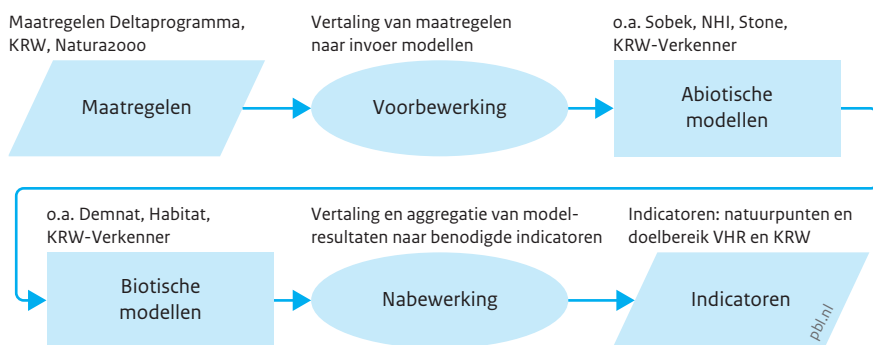 Maatregelen Deltaprogramma,
KRW, Natura2000
Maatregelen
Vertaling van maatregelen
naar invoer modellen
Voorbewerking
o.a. Sobek, NHI, Stone,
KRW-Verkenner
Abiotische
modellen
o.a. Demnat, Habitat,
KRW-Verkenner
Biotische
modellen
Vertaling en aggregatie van model-
resultaten naar benodigde indicatoren
Nabewerking
Indicatoren: natuurpunten en
doelbereik VHR en KRW
Indicatoren
pbl.nl